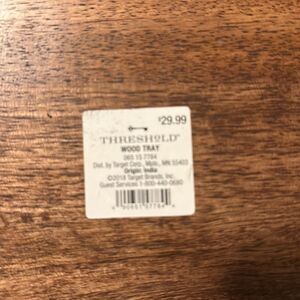 $29.99
THRESHOLD
WOOD TRAY
065 15 7784
Dist. by Target Corp., Mpls., MN 55403
Origin: India
©2018 Target Brands, Inc.
Guest Services 1-800-440-0680